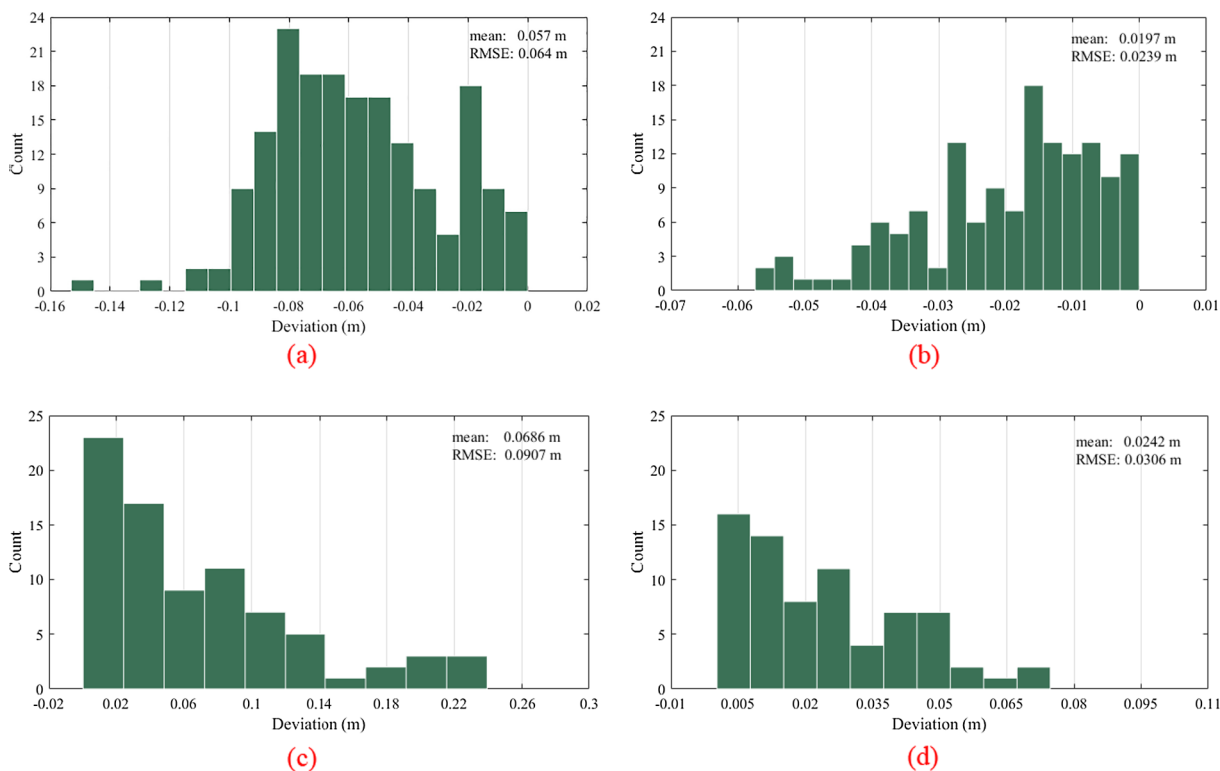 24
21
18
15
12
9
6
3
0
Count
mean: 0.057 m
RMSE: 0.064 m
-0.16 -0.14 -0.12 -0.1 -0.08 -0.06 -0.04 -0.02 0 0.02
Deviation (m)
(a)
24
21
18
15
12
9
6
3
0
Count
mean: 0.0197 m
RMSE: 0.0239 m
-0.07 -0.06 -0.05 -0.04 -0.03 -0.02 -0.01 0 0.01
Deviation (m)
(b)
25
20
15
10
5
0
Count
mean: 0.0686 m
RMSE: 0.0907 m
-0.02 0.02 0.06 0.1 0.14 0.18 0.22 0.26 0.3
Deviation (m)
(c)
25
20
15
10
5
0
Count
mean: 0.0242 m
RMSE: 0.0306 m
-0.01 0.005 0.02 0.035 0.05 0.065 0.08 0.095 0.11
Deviation (m)
(d)